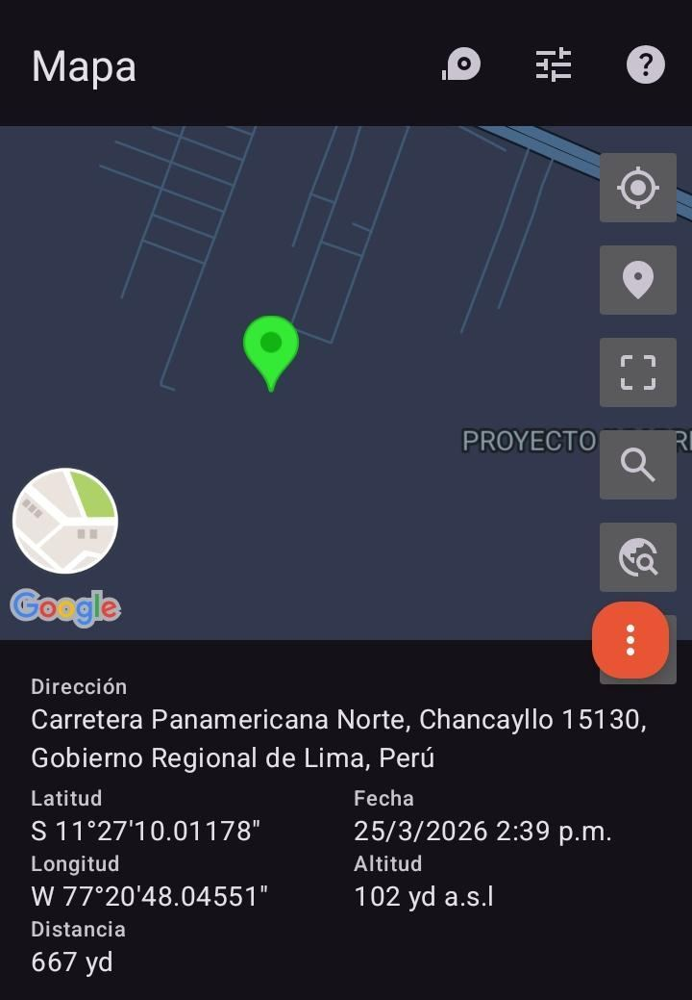 Mapa
PROYECTO
Google
Dirección
Carretera Panamericana Norte, Chancayllo 15130,
Gobierno Regional de Lima, Perú
Latitud
S 11°27'10.01178"
Fecha
25/3/2026 2:39 p.m.
Longitud
W 77°20'48.04551"
Altitud
102 yd a.s.l
Distancia
667 yd